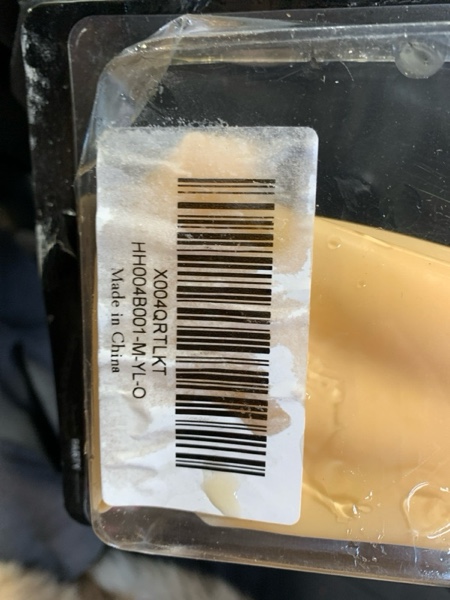 X004QRTLKT
HH004B001-M-YL-O
Made in China